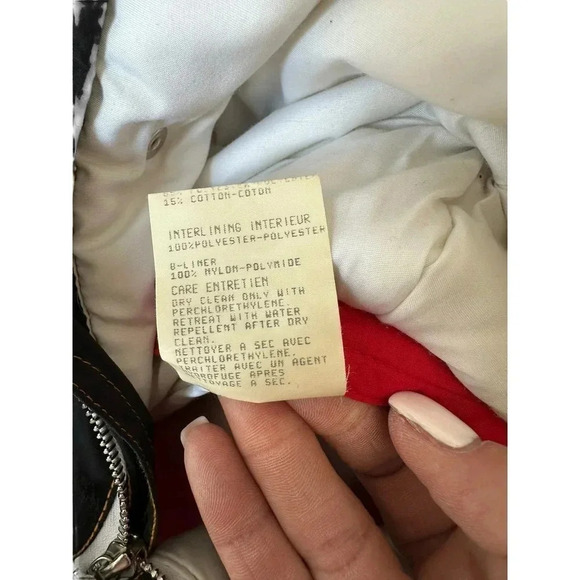 15% COTTON-COTON
INTERLINING INTERIEUR
100%POLYESTER-POLYESTER
B-LINER
100% NYLON-POLYMIDE
CARE ENTRETIEN
DRY CLEAN ONLY WITH
PERCHLORETHYLENE.
RETREAT WITH WATER
REPELLENT AFTER DRY
CLEAN.
NETTOYER A SEC AVEC
PERCHLORETHYLENE.
TRAITER AVEC UN AGENT
HYDROFUGE APRES
NETTOYAGE A SEC.